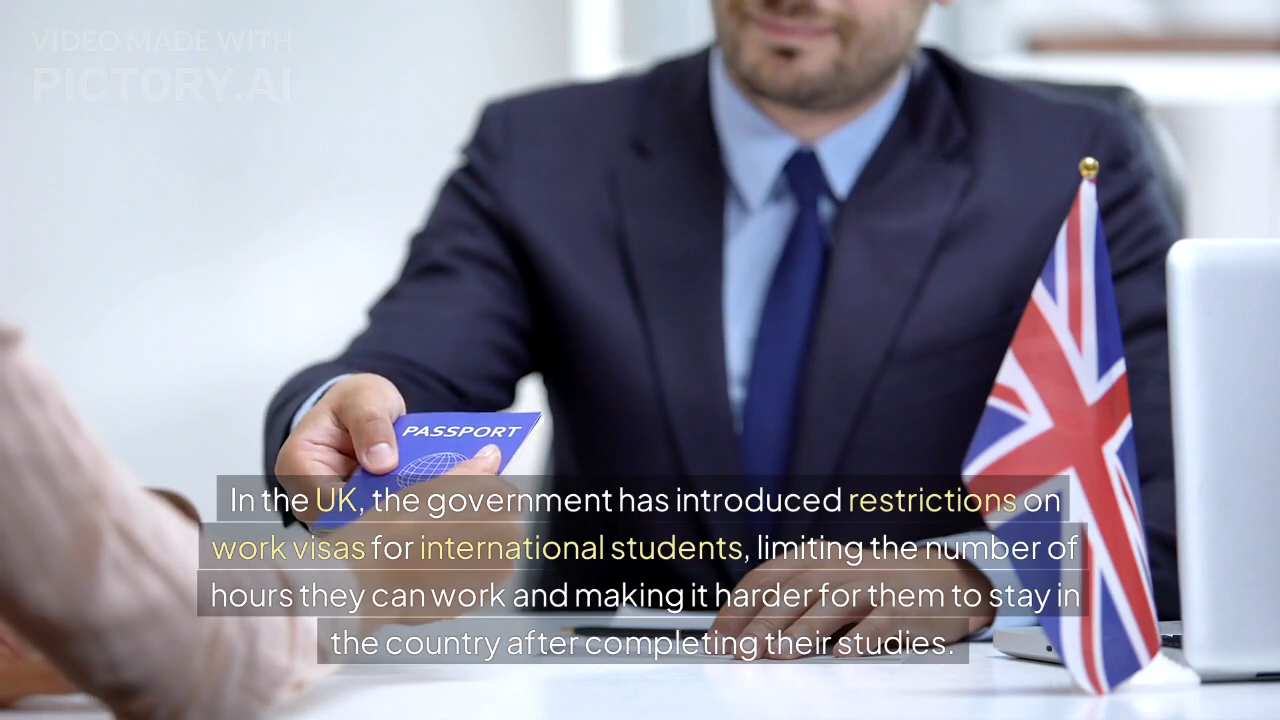 VIDEO MADE WITH
PICTORY.AI
PASSPORT
In the UK, the government has introduced restrictions on
work visas for international students, limiting the number of
hours they can work and making it harder for them to stay in
the country after completing their studies.